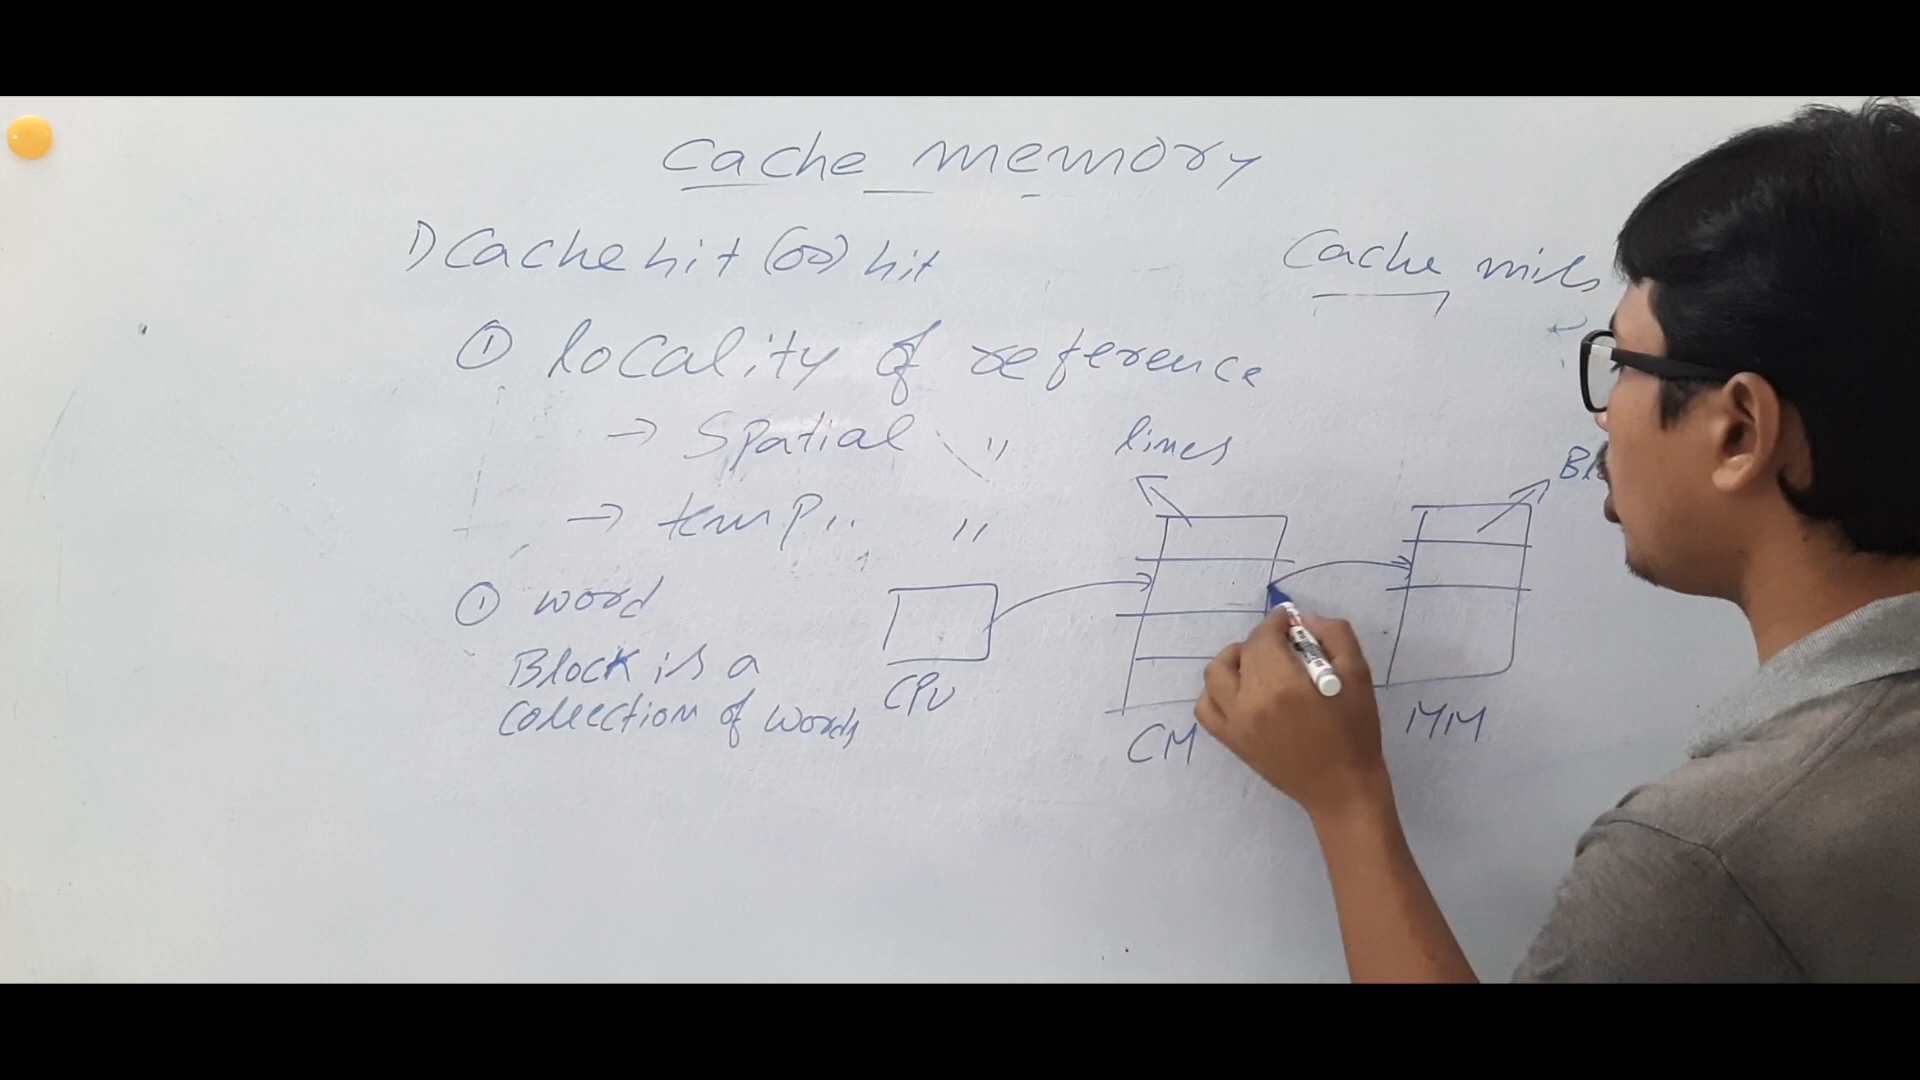 Cache memory
1) Cache hit (or) hit
Cache miss
① locality of reference
→ Spatial "
→ temp.. "
lines
① word
Block is a
collection of words
CPU
CM
MM